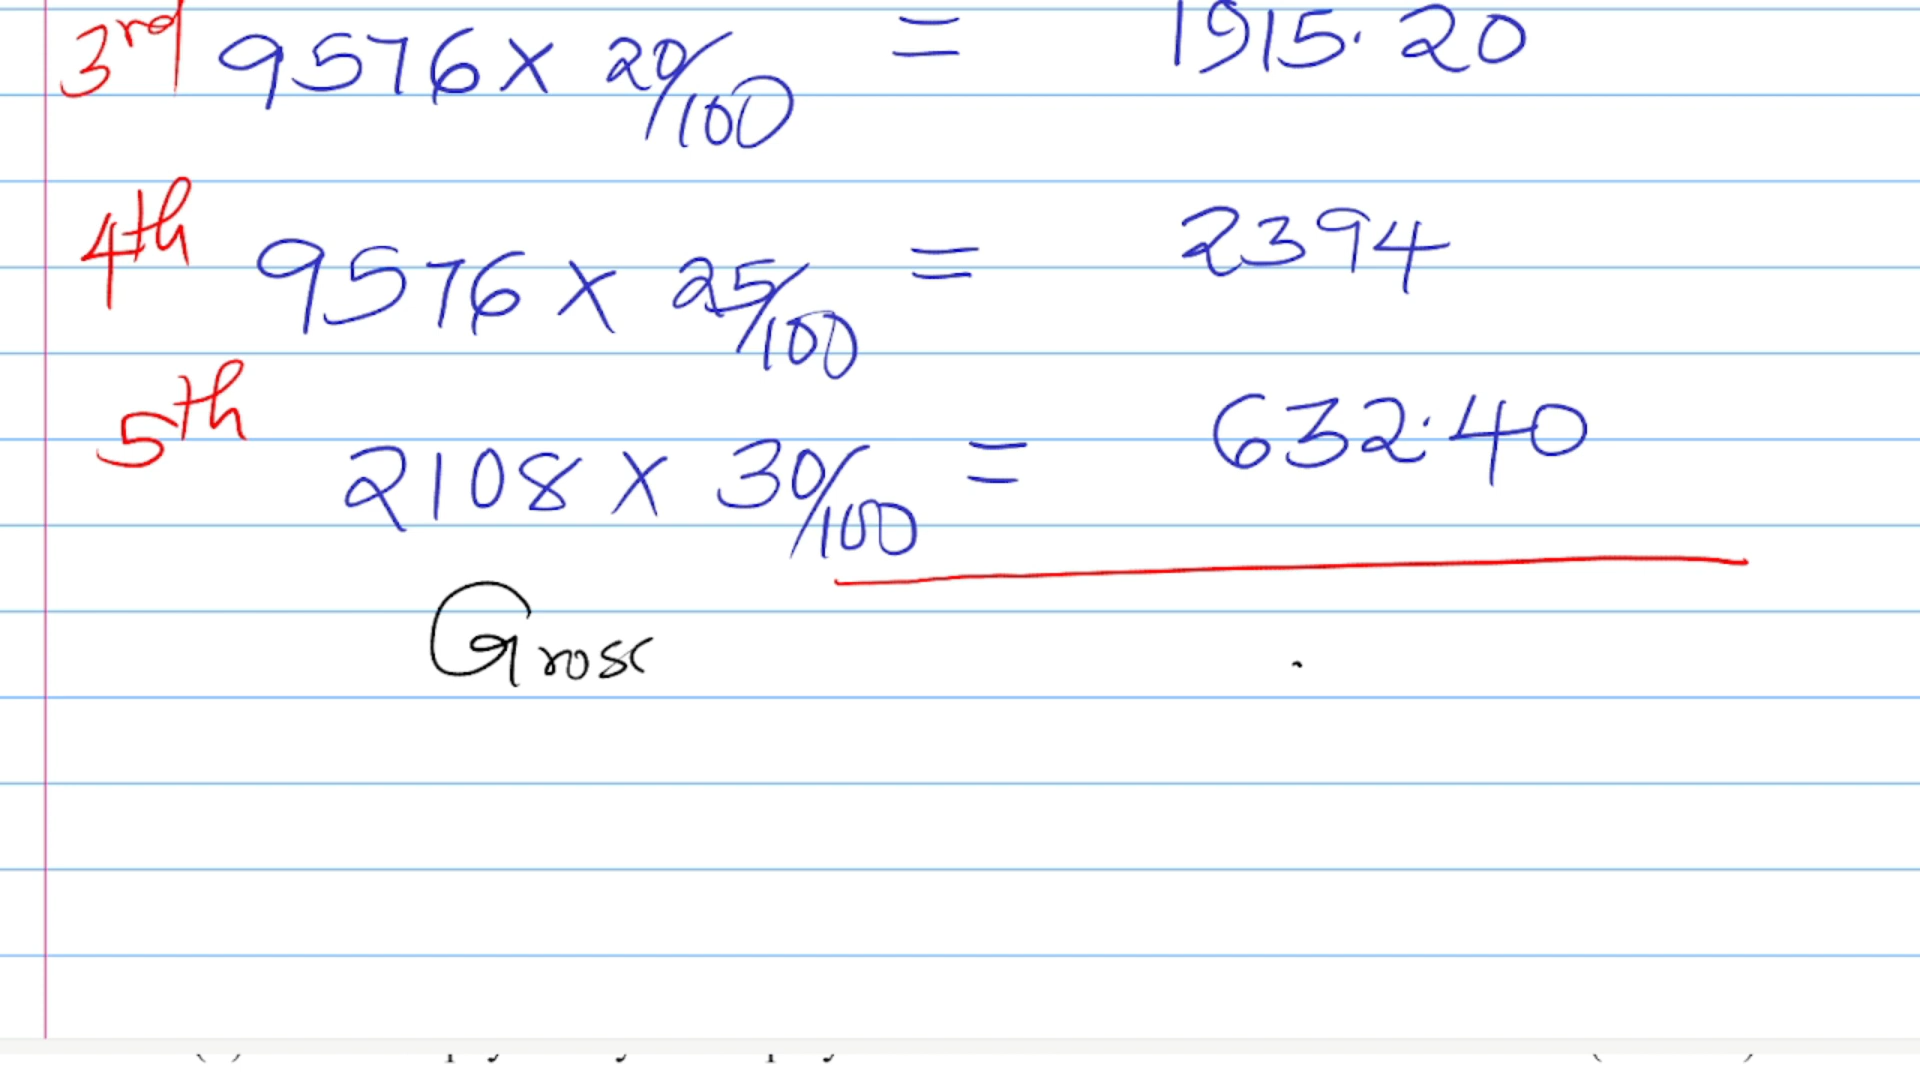 3rd 9576 x 20/100 = 1915.20
4th 9576 x 25/100 = 2394
5th 2108 x 30/100 = 632.40
Gross